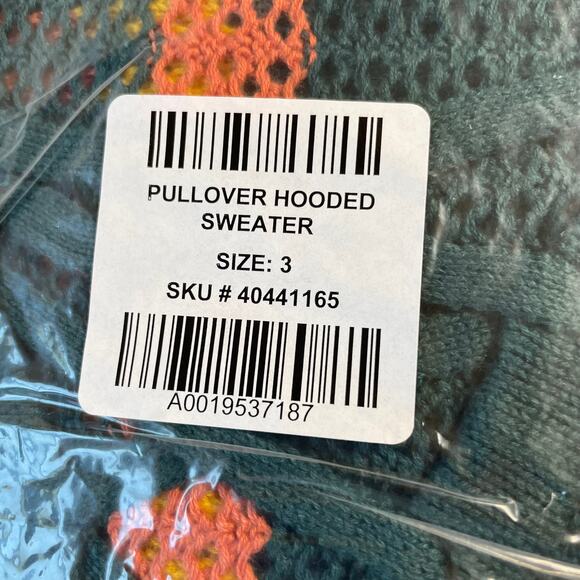 PULLOVER HOODED
SWEATER
SIZE: 3
SKU # 40441165
A0019537187